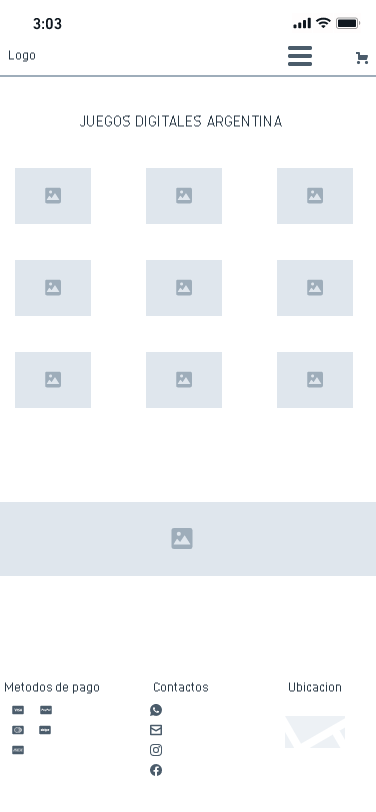 3:03
Logo
JUEGOS DIGITALES ARGENTINA
Metodos de pago
Contactos
Ubicacion